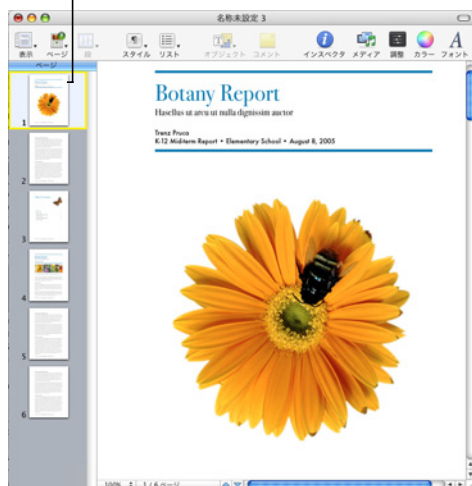 名称未設定 3
表示 ページ 段 スタイル リスト オブジェクト コメント インスペクタ メディア 調整 カラー フォント
ページ
Botany Report
Hasellus ut arcu ut nulla dignissim auctor
Trenz Pruca
K-12 Midterm Report • Elementary School • August 8, 2005
1
2
3
4
5
6
100% 1 / 6 ページ